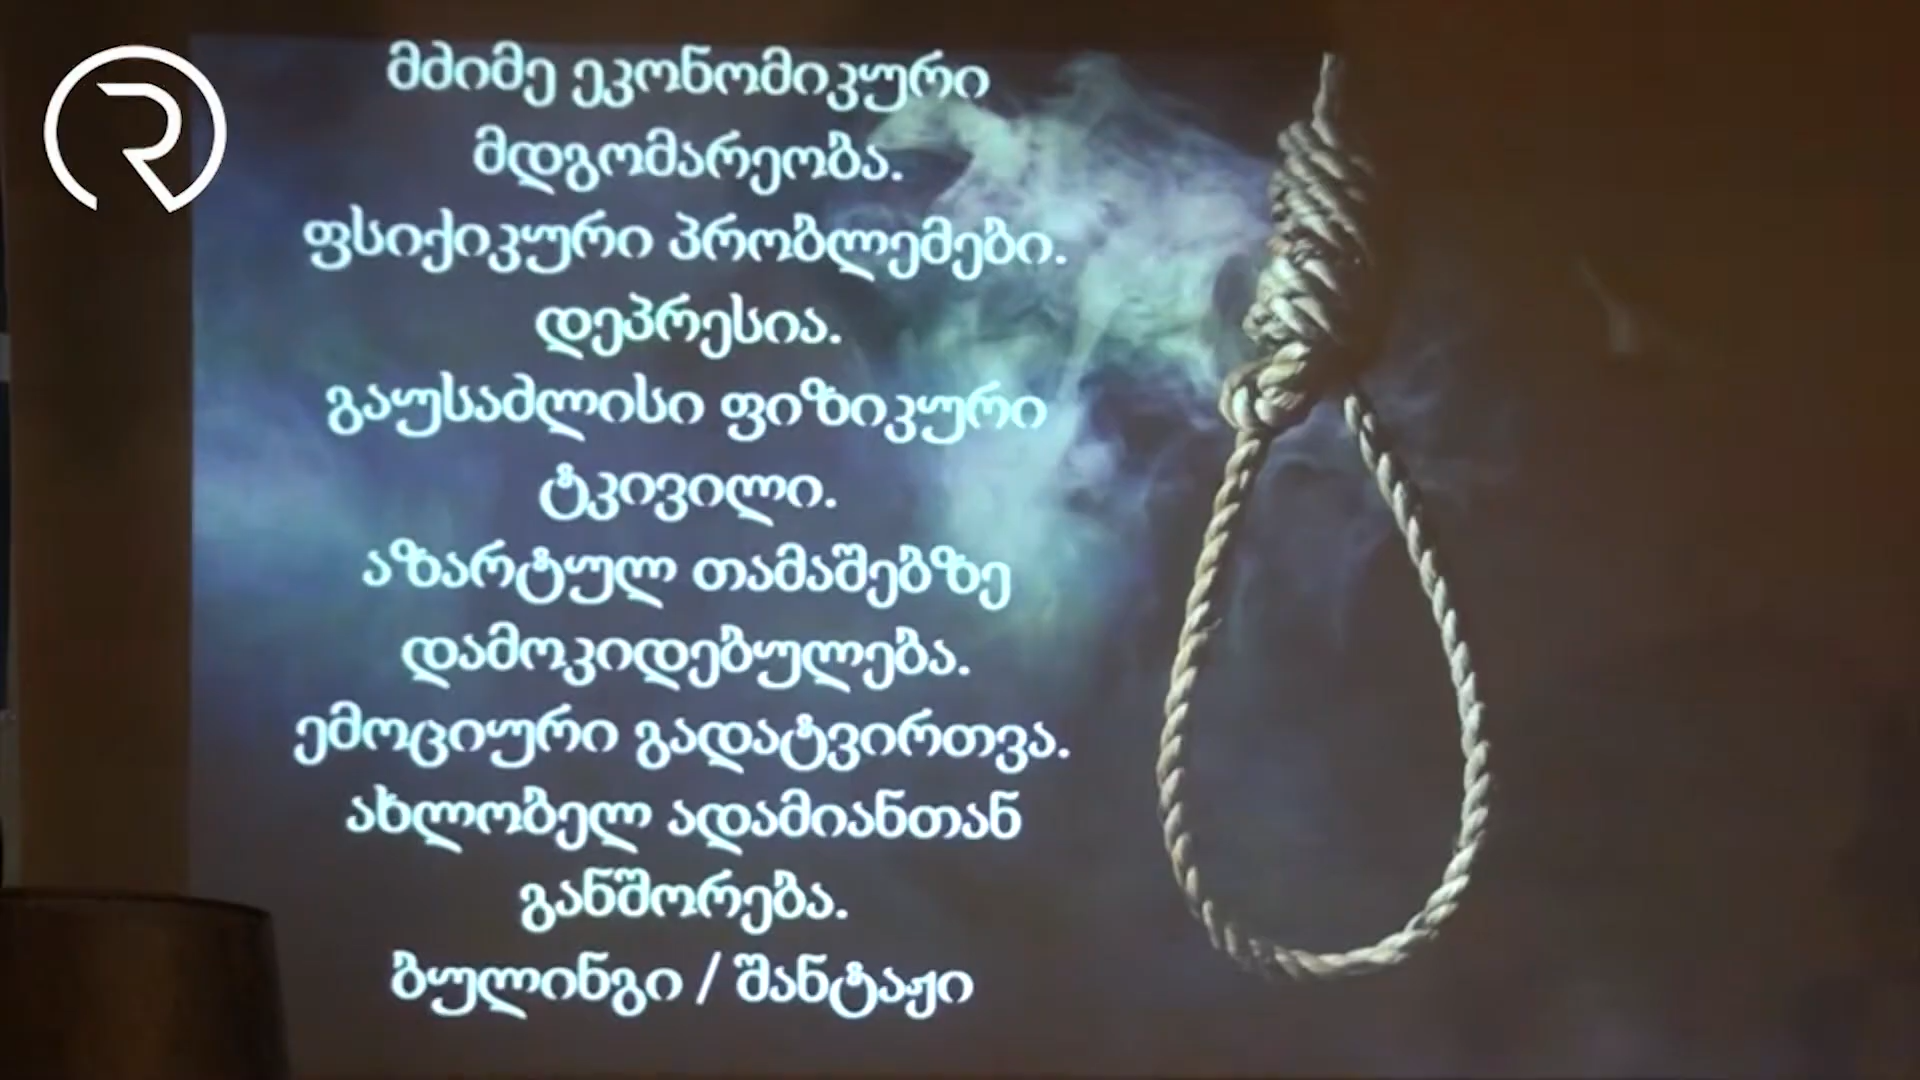 მძიმე ეკონომიკური
მდგომარეობა.
ფსიქიკური პრობლემები.
დეპრესია.
გაუსაძლისი ფიზიკური
ტკივილი.
აზარტულ თამაშებზე
დამოკიდებულება.
ემოციური გადატვირთვა.
ახლობელ ადამიანთან
განშორება.
ბულინგი / შანტაჟი